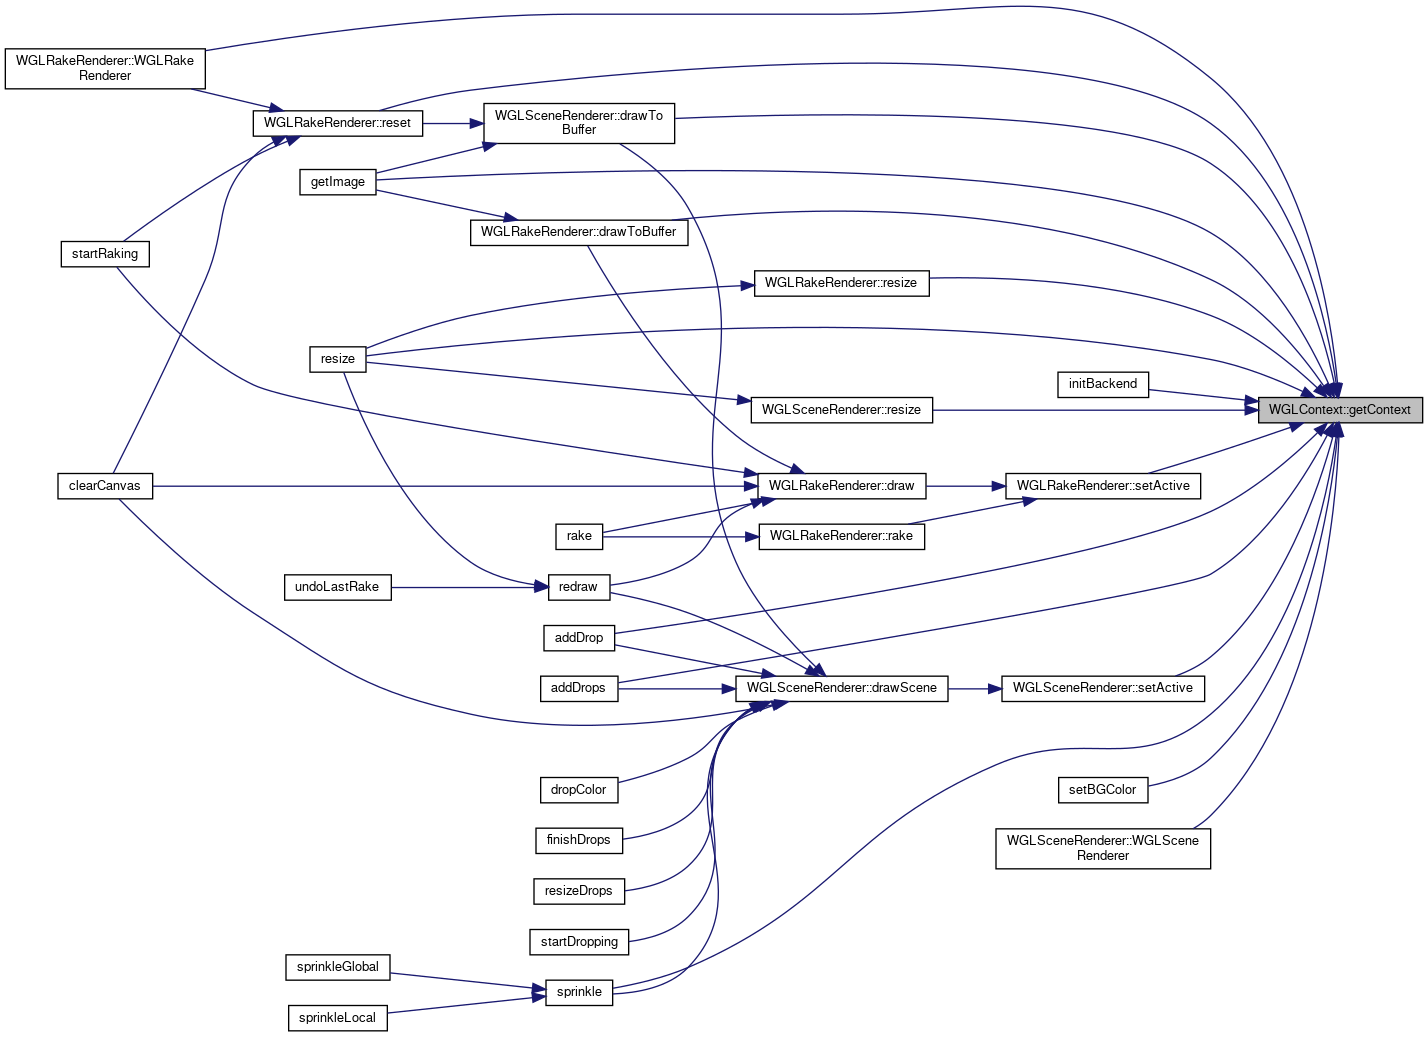 WGLRakeRenderer::WGLRake
Renderer
WGLRakeRenderer::reset
WGLSceneRenderer::drawTo
Buffer
getImage
WGLRakeRenderer::drawToBuffer
startRaking
WGLRakeRenderer::resize
resize
initBackend
WGLSceneRenderer::resize
WGLContext::getContext
clearCanvas
WGLRakeRenderer::draw
WGLRakeRenderer::setActive
rake
WGLRakeRenderer::rake
undoLastRake
redraw
addDrop
addDrops
WGLSceneRenderer::drawScene
WGLSceneRenderer::setActive
dropColor
setBGColor
finishDrops
WGLSceneRenderer::WGLScene
Renderer
resizeDrops
startDropping
sprinkleGlobal
sprinkle
sprinkleLocal